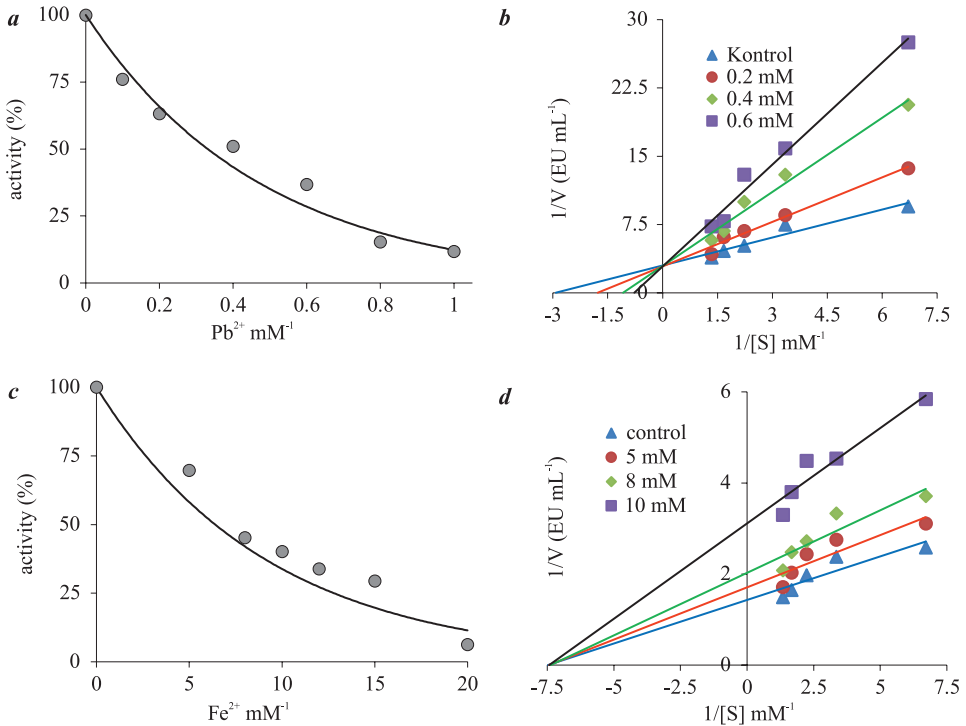 a
100
75
50
25
0
activity (%)
0
0.2
0.4
0.6
0.8
1
Pb²⁺ mM⁻¹
b
30
22.5
15
7.5
0
1/V (EU mL⁻¹)
Kontrol
0.2 mM
0.4 mM
0.6 mM
-3
-1.5
0
1.5
3
4.5
6
7.5
1/[S] mM⁻¹
c
100
75
50
25
0
activity (%)
0
5
10
15
20
Fe²⁺ mM⁻¹
d
6
4
2
0
1/V (EU mL⁻¹)
control
5 mM
8 mM
10 mM
-7.5
-5
-2.5
0
2.5
5
7.5
1/[S] mM⁻¹